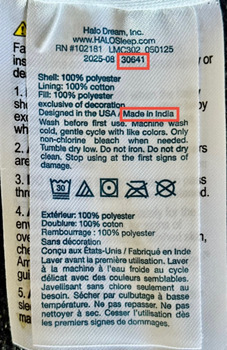 Halo Dream, Inc.
www.HALOSleep.com
RN #102181 LMC302 050125
2025-08 30641
Shell: 100% polyester
Lining: 100% cotton
Fill: 100% polyester
exclusive of decoration
Designed in the USA / Made in India
Wash before first use. Machine wash
cold, gentle cycle with like colors. Only
non-chlorine bleach when needed.
Tumble dry low. Do not iron. Do not dry
clean. Stop using at the first signs of
damage.
30
Extérieur: 100% polyester
Doublure: 100% coton
Rembourrage : 100% polyester
Sans décoration
Conçu aux États-Unis / Fabriqué en Inde
Laver avant la première utilisation. Laver
à la machine à l'eau froide au cycle
délicat avec des couleurs semblables.
Javellisant sans chlore seulement au
besoin. Sécher par culbutage à basse
température. Ne pas repasser. Ne pas
nettoyer à sec. Cesser l'utilisation dès
les premiers signes de dommages.